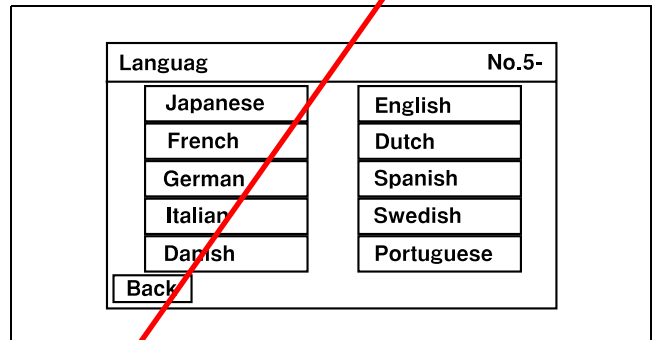 Languag No.5-
Japanese English
French Dutch
German Spanish
Italian Swedish
Danish Portuguese
Back